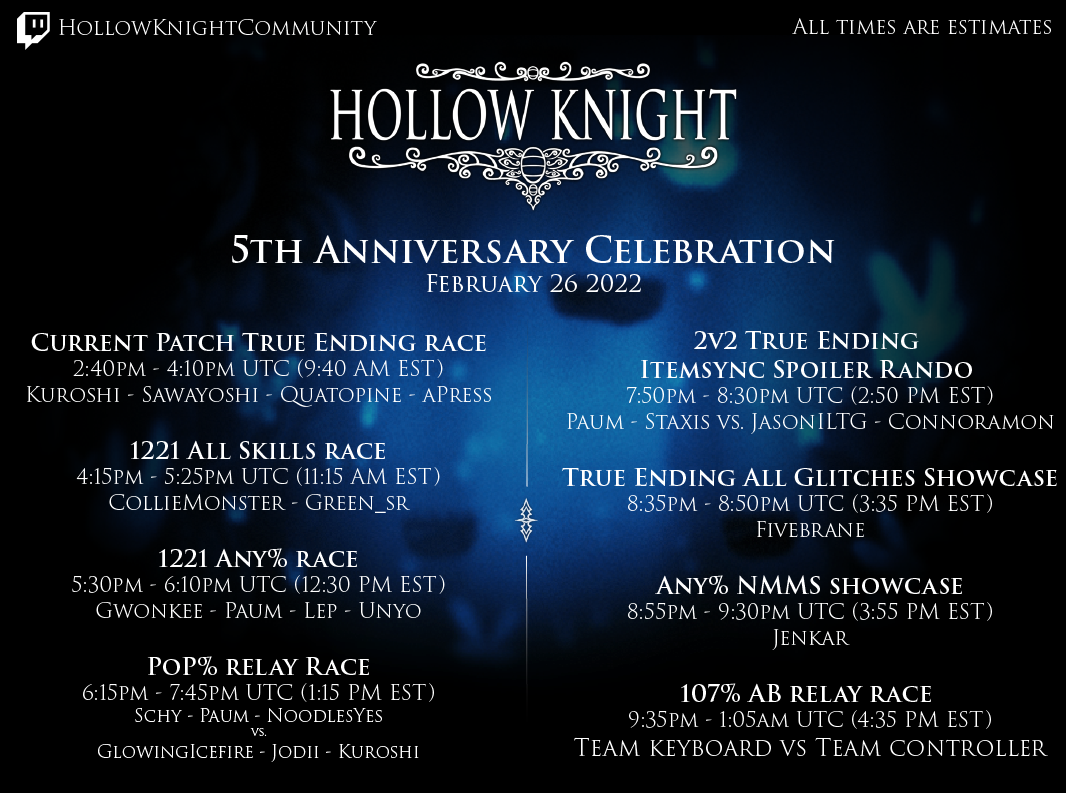 HollowKnightCommunity
All times are estimates
HOLLOW KNIGHT
5th Anniversary Celebration
February 26 2022
Current Patch True Ending race
2:40pm - 4:10pm UTC (9:40 AM EST)
Kuroshi - Sawayoshi - Quatopine - aPress
1221 All Skills race
4:15pm - 5:25pm UTC (11:15 AM EST)
CollieMonster - Green_sr
1221 Any% race
5:30pm - 6:10pm UTC (12:30 PM EST)
Gwonkee - Paum - Lep - Unyo
PoP% relay Race
6:15pm - 7:45pm UTC (1:15 PM EST)
Schy - Paum - NoodlesYes
vs.
GlowingIcefire - Jodii - Kuroshi
2v2 True Ending
Itemsync Spoiler Rando
7:50pm - 8:30pm UTC (2:50 PM EST)
Paum - Staxis vs. JasonILTG - Connoramon
True Ending All Glitches Showcase
8:35pm - 8:50pm UTC (3:35 PM EST)
Fivebrane
Any% NMMS showcase
8:55pm - 9:30pm UTC (3:55 PM EST)
Jenkar
107% AB relay race
9:35pm - 1:05am UTC (4:35 PM EST)
Team keyboard vs Team controller